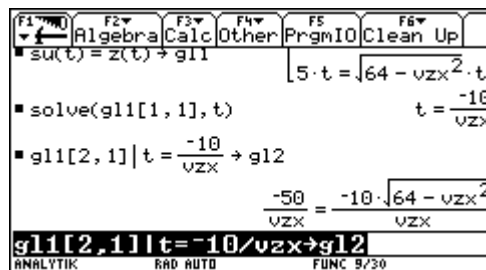 F1 F2 Algebra F3 Calc F4 Other F5 PrgmIO F6 Clean Up
▪ su(t) = z(t) → gl1 [5·t = √(64 − vzx²)·t
▪ solve(gl1[1,1],t) t = -10/vzx
▪ gl1[2,1]|t = -10/vzx → gl2
-50/vzx = -10·√(64 − vzx²)/vzx
gl1[2,1]|t=-10/vzx→gl2
ANALYTIK RAD AUTO FUNC 9/30